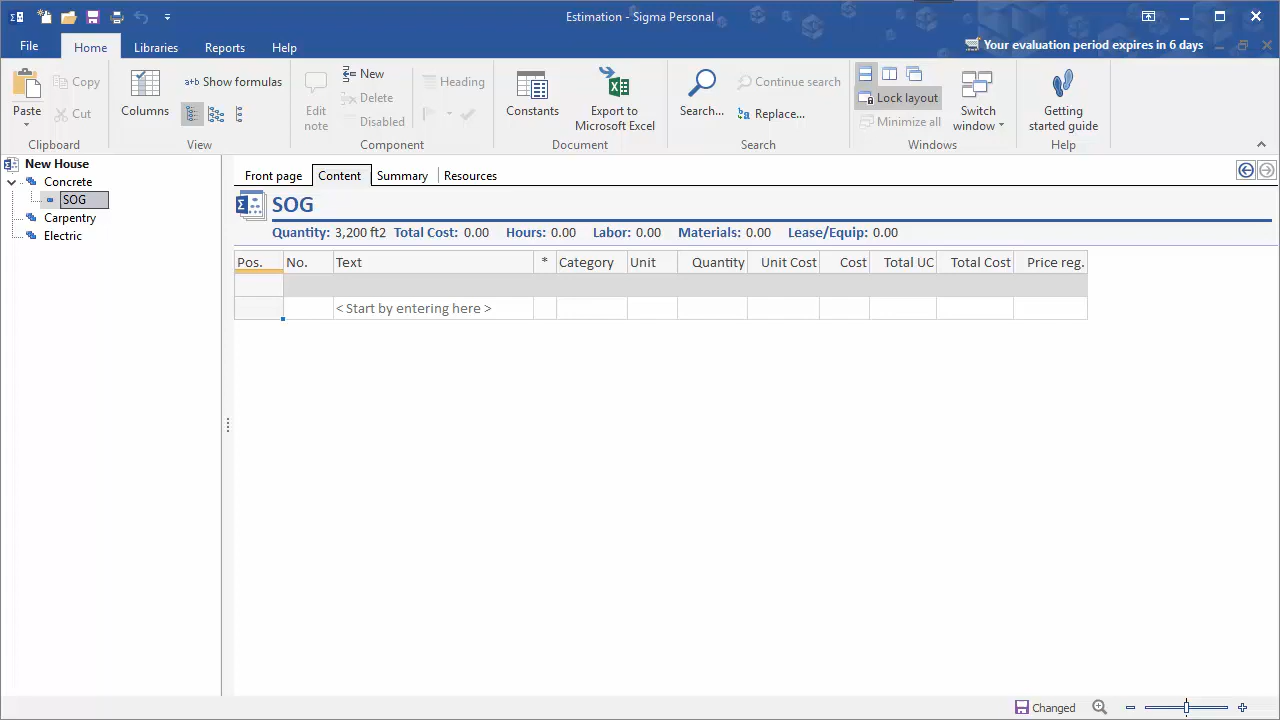 Estimation - Sigma Personal
File
Home
Libraries
Reports
Help
Your evaluation period expires in 6 days
Paste
Copy
Cut
Clipboard
Columns
Show formulas
View
Edit note
New
Delete
Disabled
Heading
Component
Constants
Export to Microsoft Excel
Document
Search...
Continue search
Replace...
Search
Lock layout
Minimize all
Switch window
Windows
Getting started guide
Help
New House
Concrete
SOG
Carpentry
Electric
Front page
Content
Summary
Resources
SOG
Quantity: 3,200 ft2 Total Cost: 0.00 Hours: 0.00 Labor: 0.00 Materials: 0.00 Lease/Equip: 0.00
Pos. No. Text * Category Unit Quantity Unit Cost Cost Total UC Total Cost Price reg.
< Start by entering here >
Changed